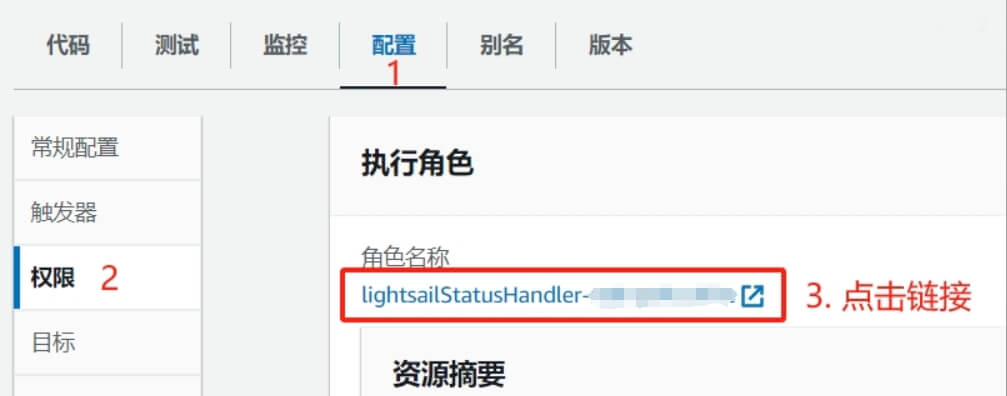 代码 测试 监控 配置 别名 版本
1
常规配置
执行角色
触发器
角色名称
权限 2
lightsailStatusHandler- 3. 点击链接
目标
资源摘要